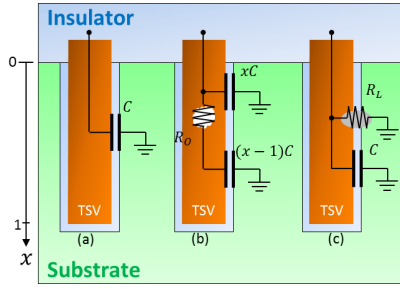 Insulator
0
C
TSV
(a)
xC
R_O
(x−1)C
TSV
(b)
R_L
C
TSV
(c)
1
x
Substrate